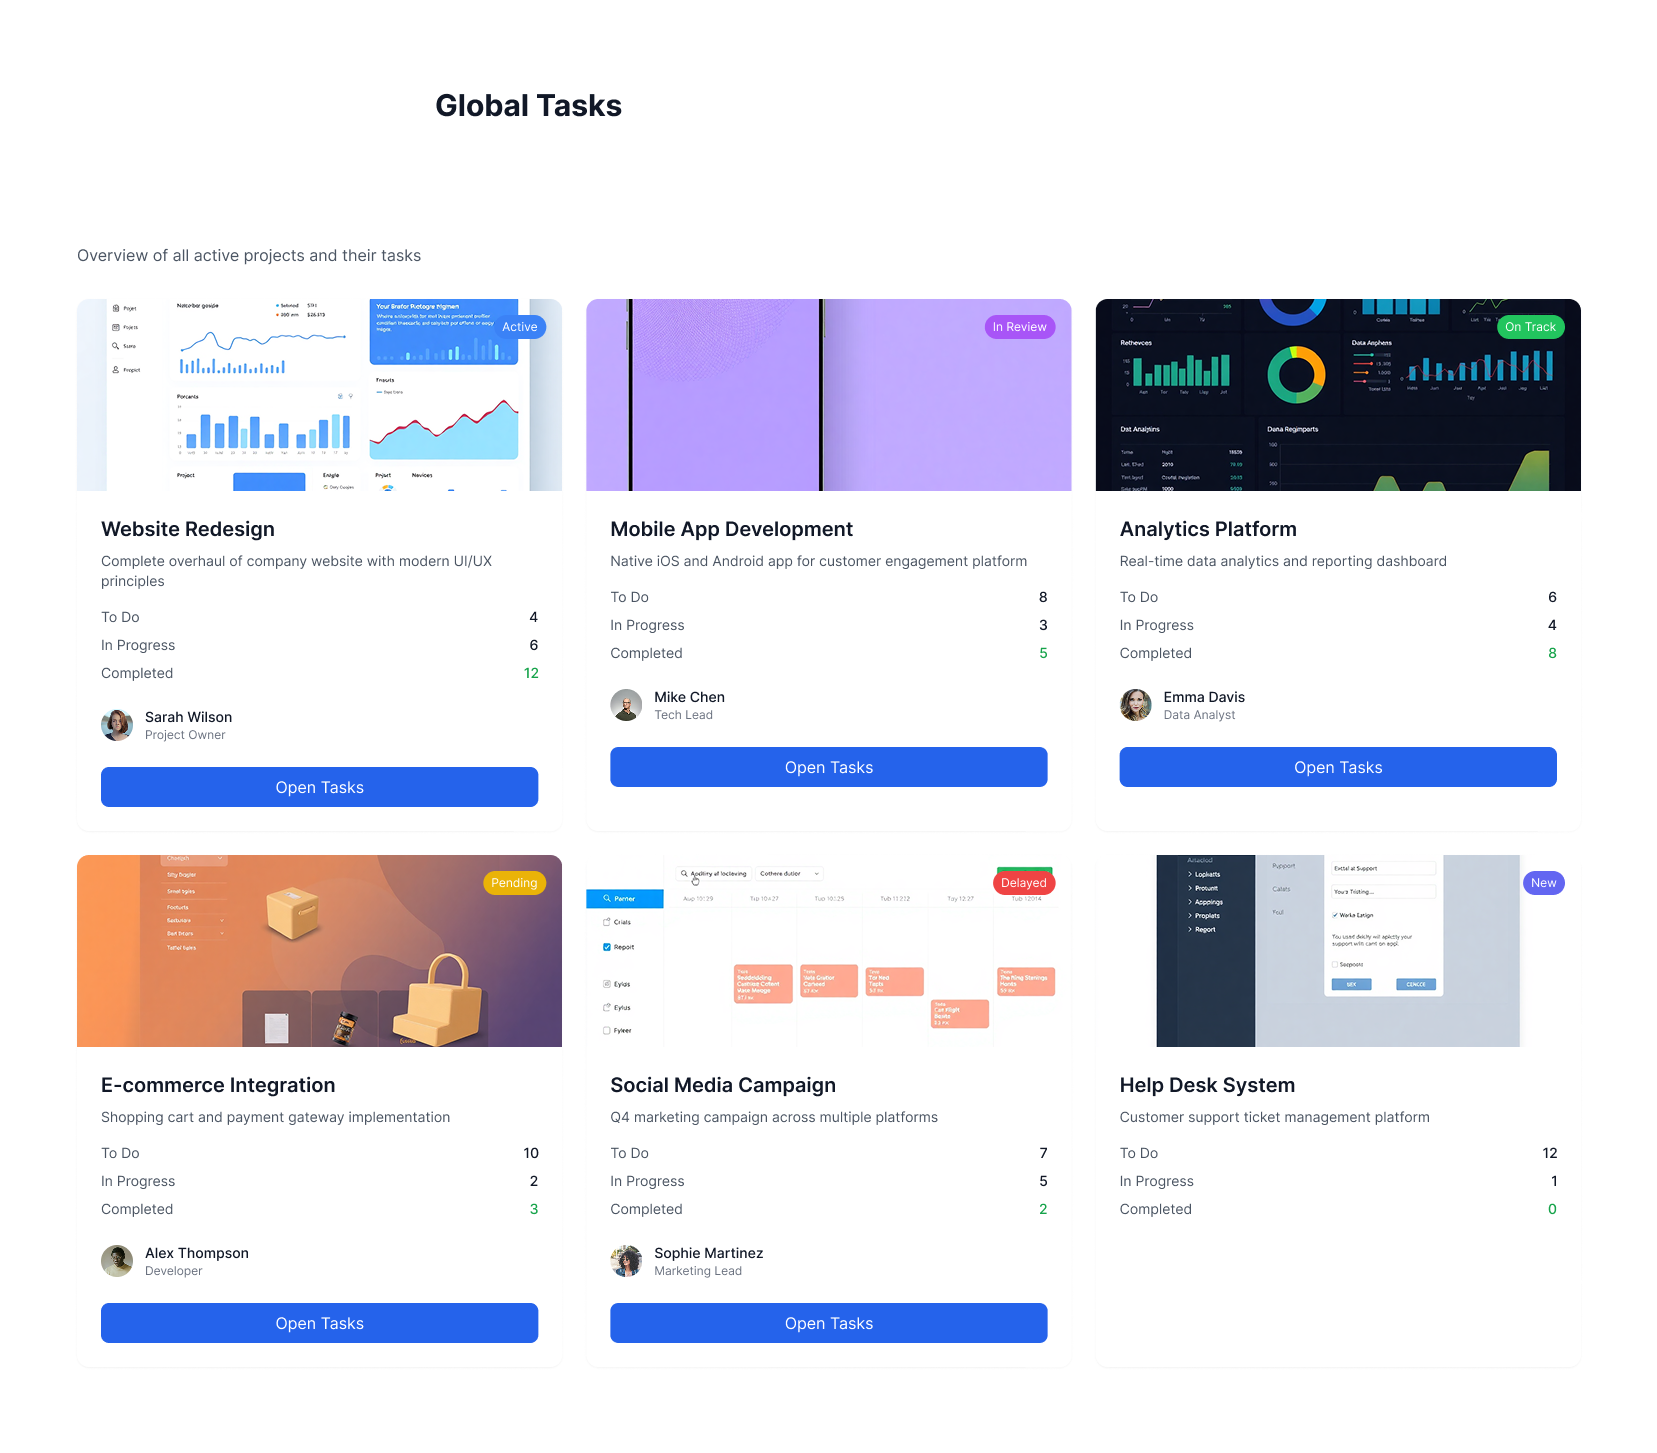 Global Tasks
Overview of all active projects and their tasks
Active
Website Redesign
Complete overhaul of company website with modern UI/UX
principles
To Do 4
In Progress 6
Completed 12
Sarah Wilson
Project Owner
Open Tasks
In Review
Mobile App Development
Native iOS and Android app for customer engagement platform
To Do 8
In Progress 3
Completed 5
Mike Chen
Tech Lead
Open Tasks
On Track
Analytics Platform
Real-time data analytics and reporting dashboard
To Do 6
In Progress 4
Completed 8
Emma Davis
Data Analyst
Open Tasks
Pending
E-commerce Integration
Shopping cart and payment gateway implementation
To Do 10
In Progress 2
Completed 3
Alex Thompson
Developer
Open Tasks
Report
Delayed
Social Media Campaign
Q4 marketing campaign across multiple platforms
To Do 7
In Progress 5
Completed 2
Sophie Martinez
Marketing Lead
Open Tasks
Report
New
Help Desk System
Customer support ticket management platform
To Do 12
In Progress 1
Completed 0